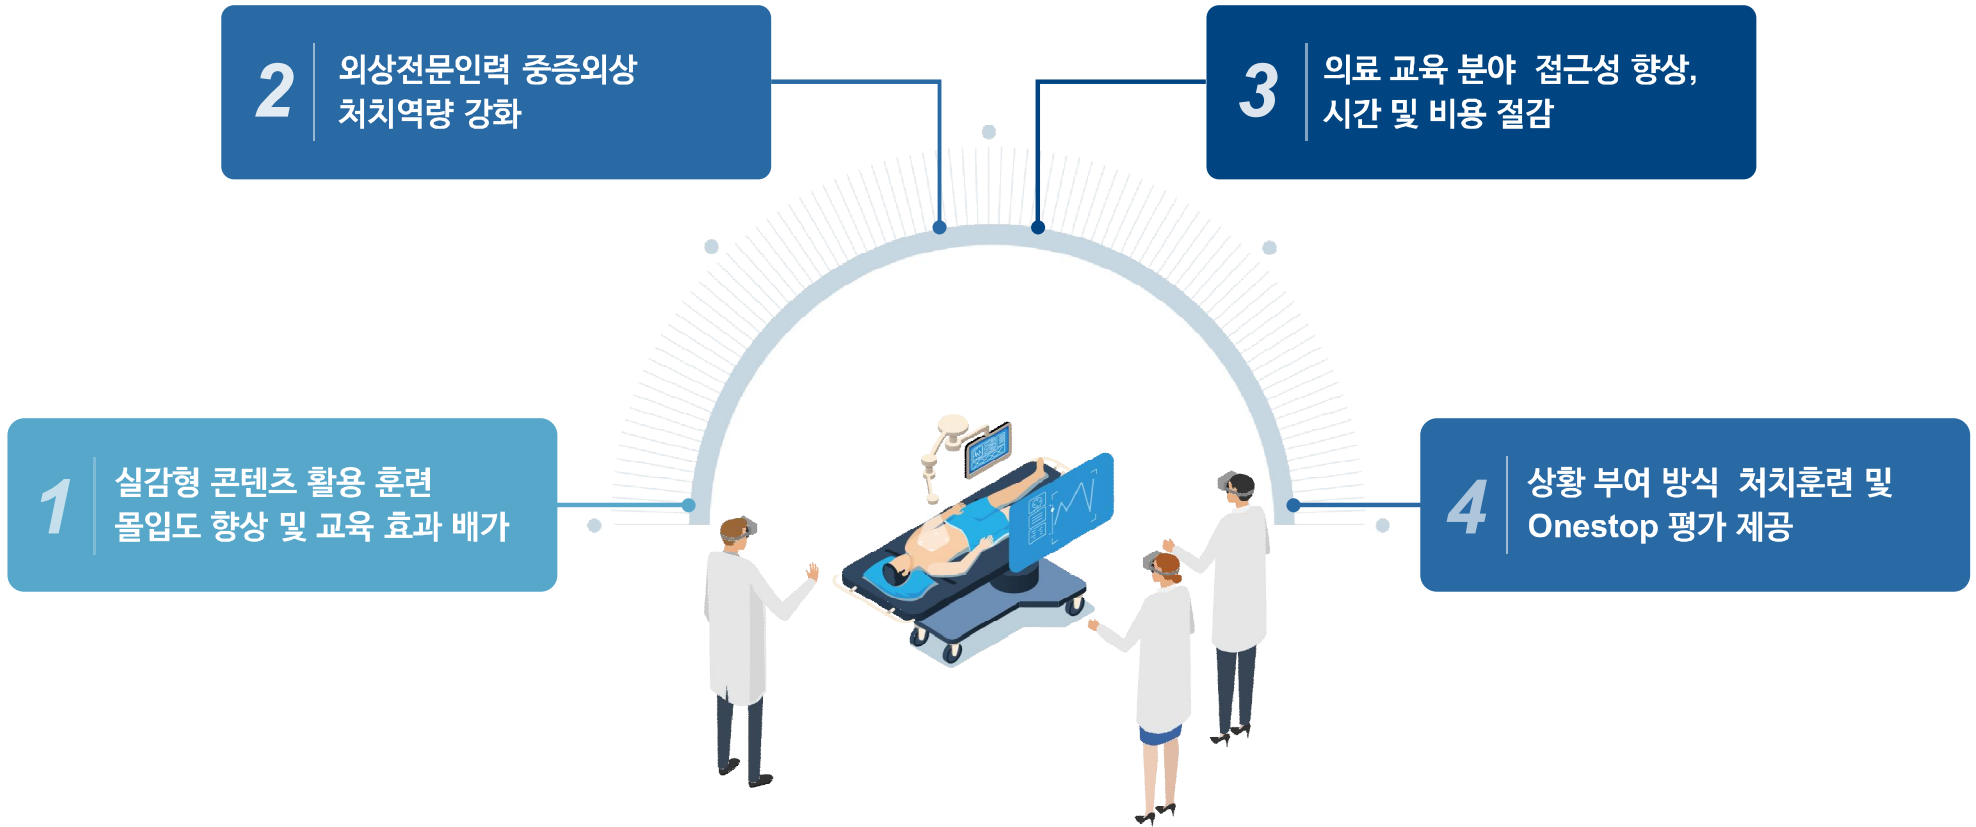 1
실감형 콘텐츠 활용 훈련
몰입도 향상 및 교육 효과 배가
2
외상전문인력 중증외상
처치역량 강화
3
의료 교육 분야 접근성 향상,
시간 및 비용 절감
4
상황 부여 방식 처치훈련 및
Onestop 평가 제공